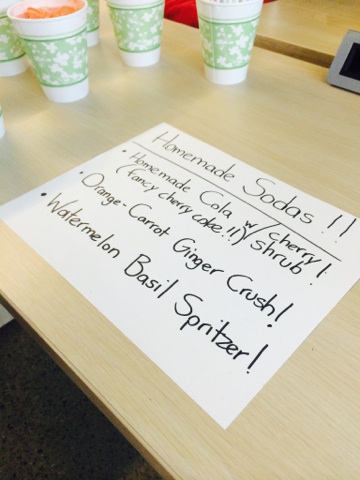 Homemade Sodas !!
• Homemade Cola w/ cherry shrub!
(fancy cherry coke!!)
• Orange-Carrot Ginger Crush!
• Watermelon Basil Spritzer!